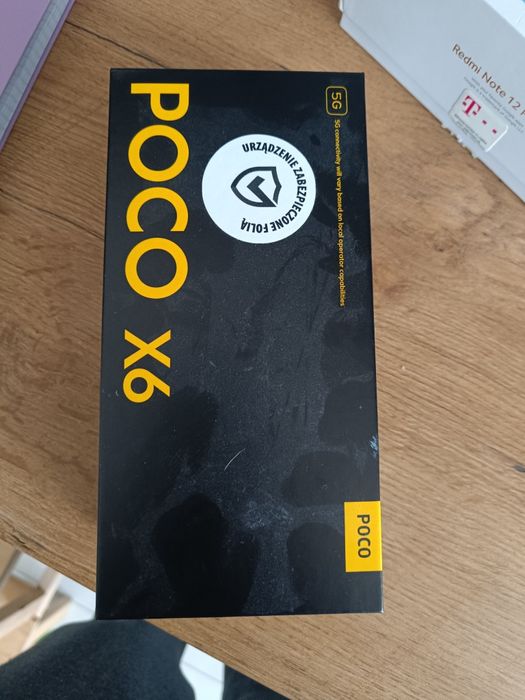 POCO X6
URZĄDZENIE ZABEZPIECZONE FOLIĄ
5G
5G connectivity will vary based on local operator capabilities
POCO
Redmi Note 12
T